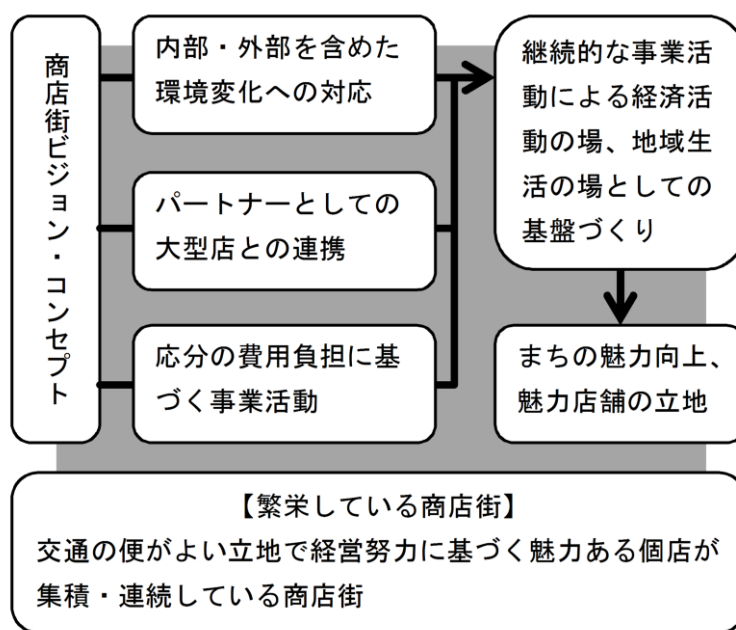 商店街ビジョン・コンセプト
内部・外部を含めた
環境変化への対応
パートナーとしての
大型店との連携
応分の費用負担に基
づく事業活動
継続的な事業活
動による経済活
動の場、地域生
活の場としての
基盤づくり
まちの魅力向上、
魅力店舗の立地
【繁栄している商店街】
交通の便がよい立地で経営努力に基づく魅力ある個店が
集積・連続している商店街